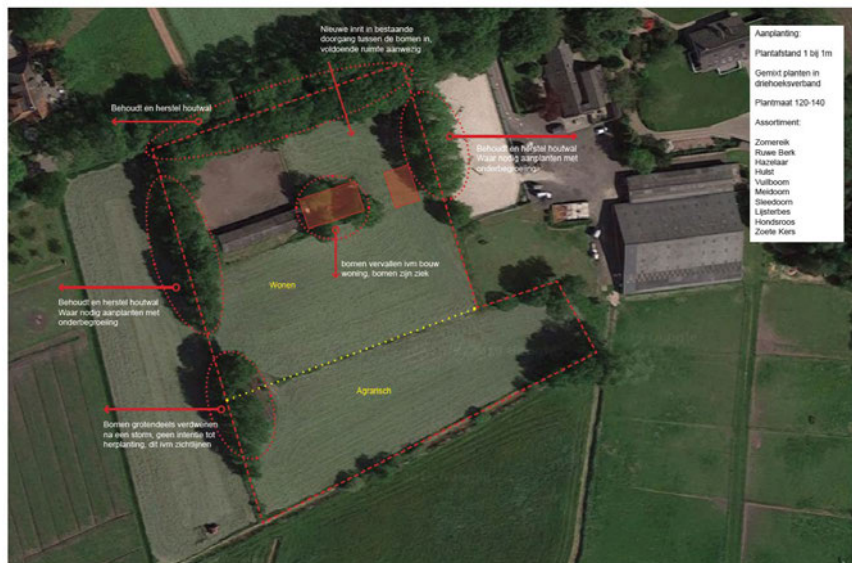 Nieuwe inrit in bestaande
doorgang tussen de bomen in,
voldoende ruimte aanwezig
Behoudt en herstel houtwal
Behoudt en herstel houtwal
Waar nodig aanplanten met
onderbegroeiing
bomen vervallen ivm bouw
woning, bomen zijn ziek
Wonen
Behoudt en herstel houtwal
Waar nodig aanplanten met
onderbegroeiing
Agrarisch
Bomen grotendeels verdwenen
na een storm, geen intentie tot
herplanting, dit ivm zichtlijnen
Aanplanting:
Plantafstand 1 bij 1m
Gemixt planten in
driehoeksverband
Plantmaat 120-140
Assortiment:
Zomereik
Ruwe Berk
Hazelaar
Hulst
Vuilboom
Meidoorn
Sleedoorn
Lijsterbes
Hondsroos
Zoete Kers